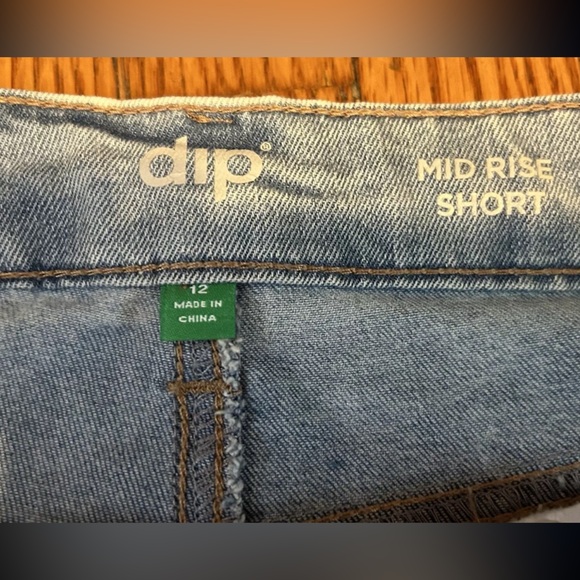 dip®
MID RISE
SHORT
12
MADE IN
CHINA